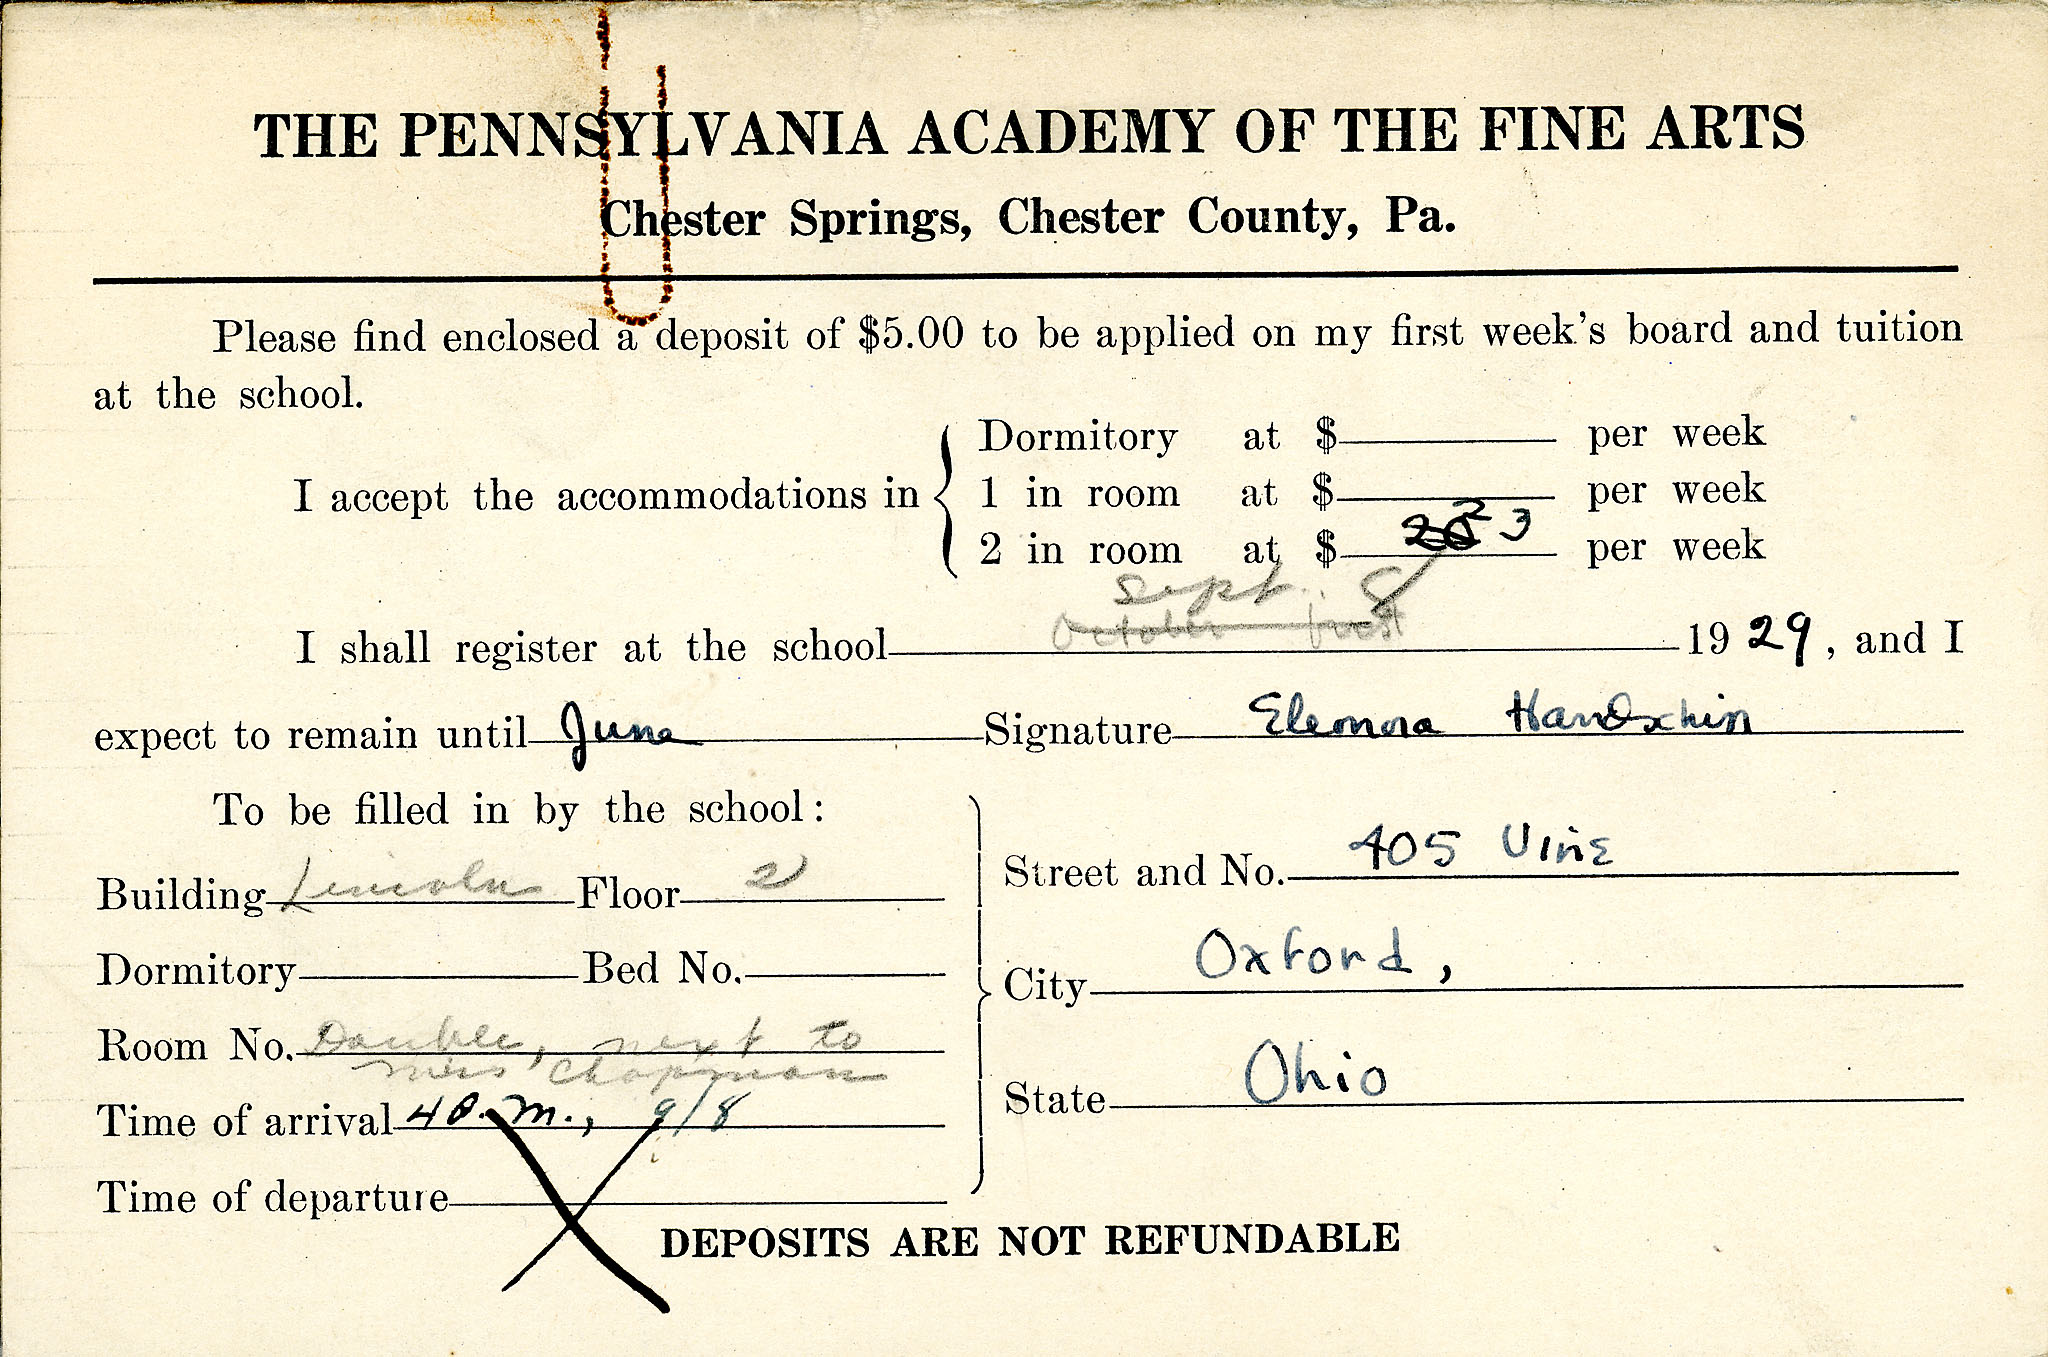 THE PENNSYLVANIA ACADEMY OF THE FINE ARTS
Chester Springs, Chester County, Pa.
Please find enclosed a deposit of $5.00 to be applied on my first week's board and tuition
at the school.
I accept the accommodations in
Dormitory at $ per week
1 in room at $ per week
2 in room at $ 23 per week
Sept. 8
October first
I shall register at the school 1929, and I
expect to remain until June Signature Eleonora Handschin
To be filled in by the school:
Building Lincoln Floor 2
Dormitory Bed No.
Room No. Double, next to
Miss Chapman
Time of arrival 4 P.M., 9/8
Time of departure
Street and No. 405 Vine
City Oxford,
State Ohio
DEPOSITS ARE NOT REFUNDABLE